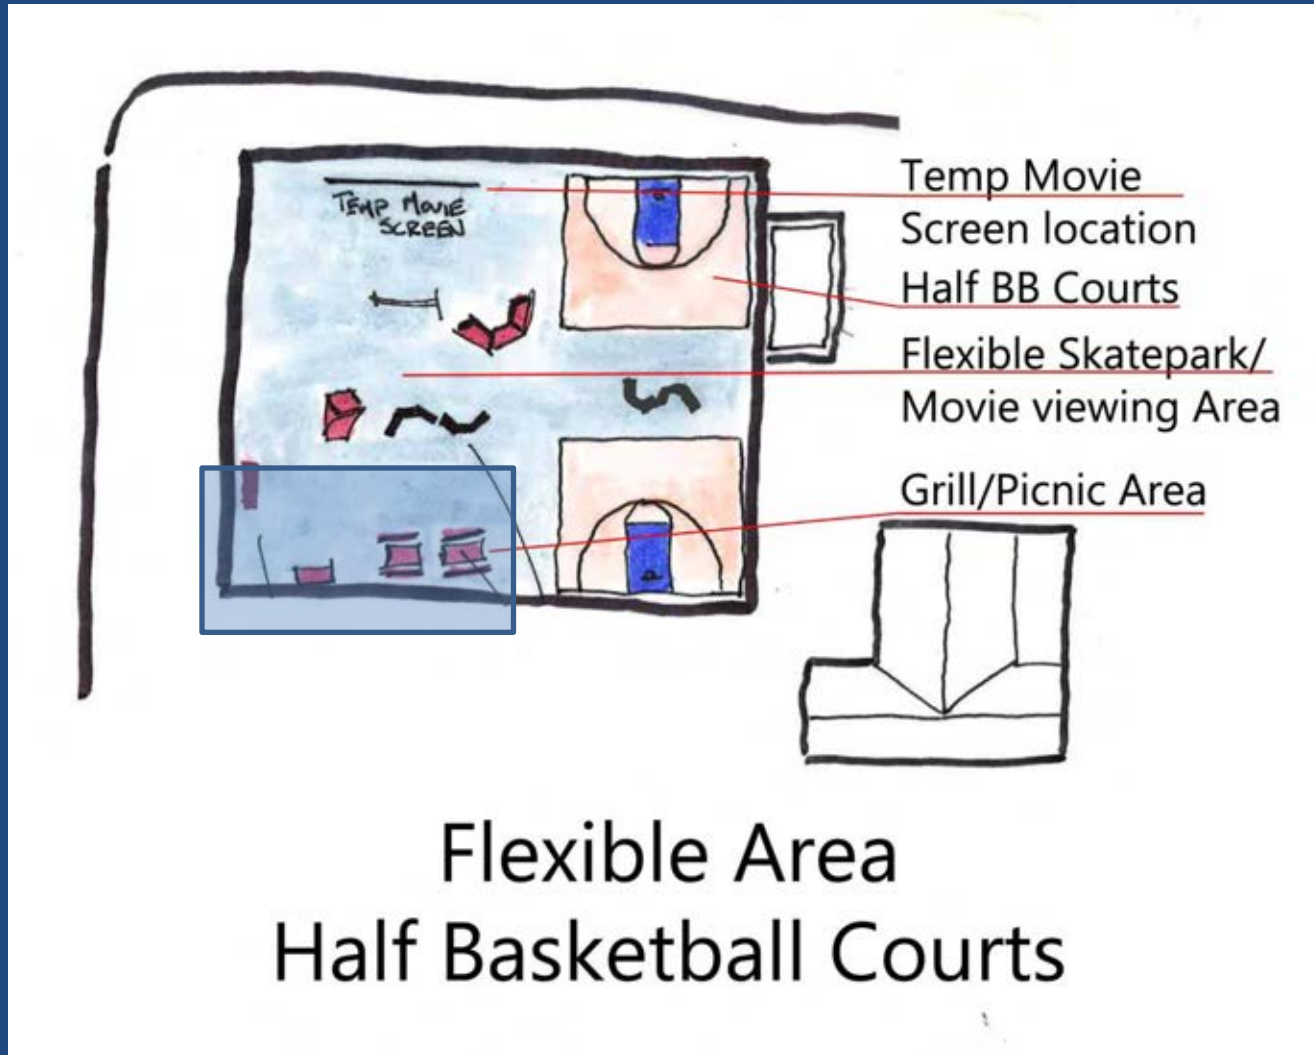 TEMP MOVIE
SCREEN
Temp Movie
Screen location
Half BB Courts
Flexible Skatepark/
Movie viewing Area
Grill/Picnic Area
Flexible Area
Half Basketball Courts